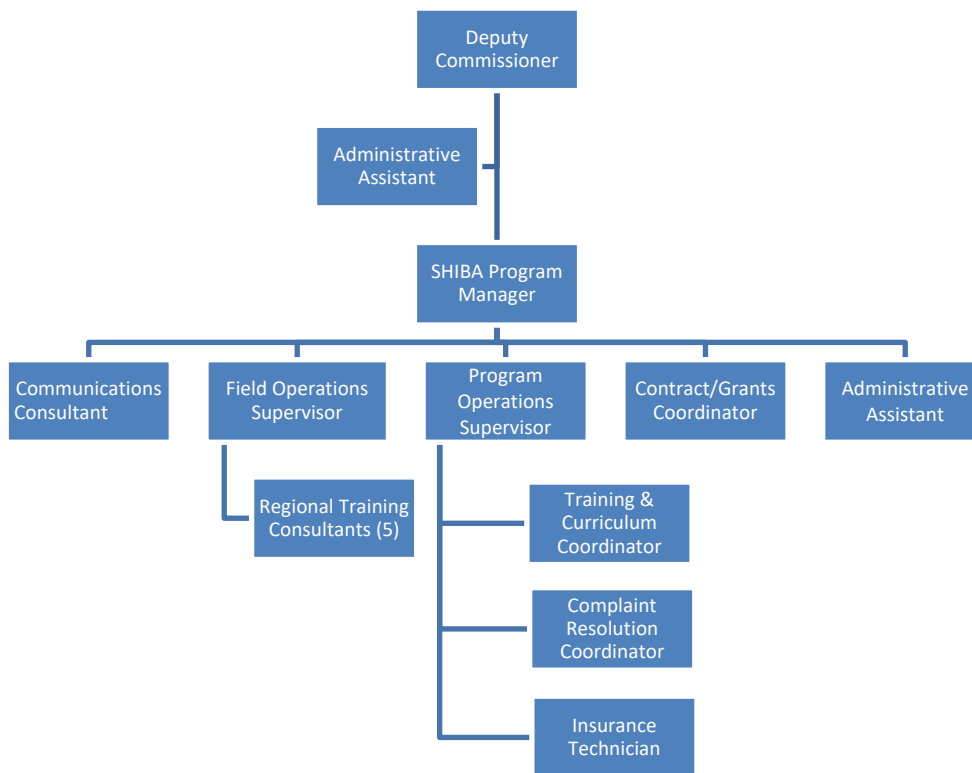 Deputy
Commissioner
Administrative
Assistant
SHIBA Program
Manager
Communications
Consultant
Field Operations
Supervisor
Program
Operations
Supervisor
Contract/Grants
Coordinator
Administrative
Assistant
Regional Training
Consultants (5)
Training &
Curriculum
Coordinator
Complaint
Resolution
Coordinator
Insurance
Technician